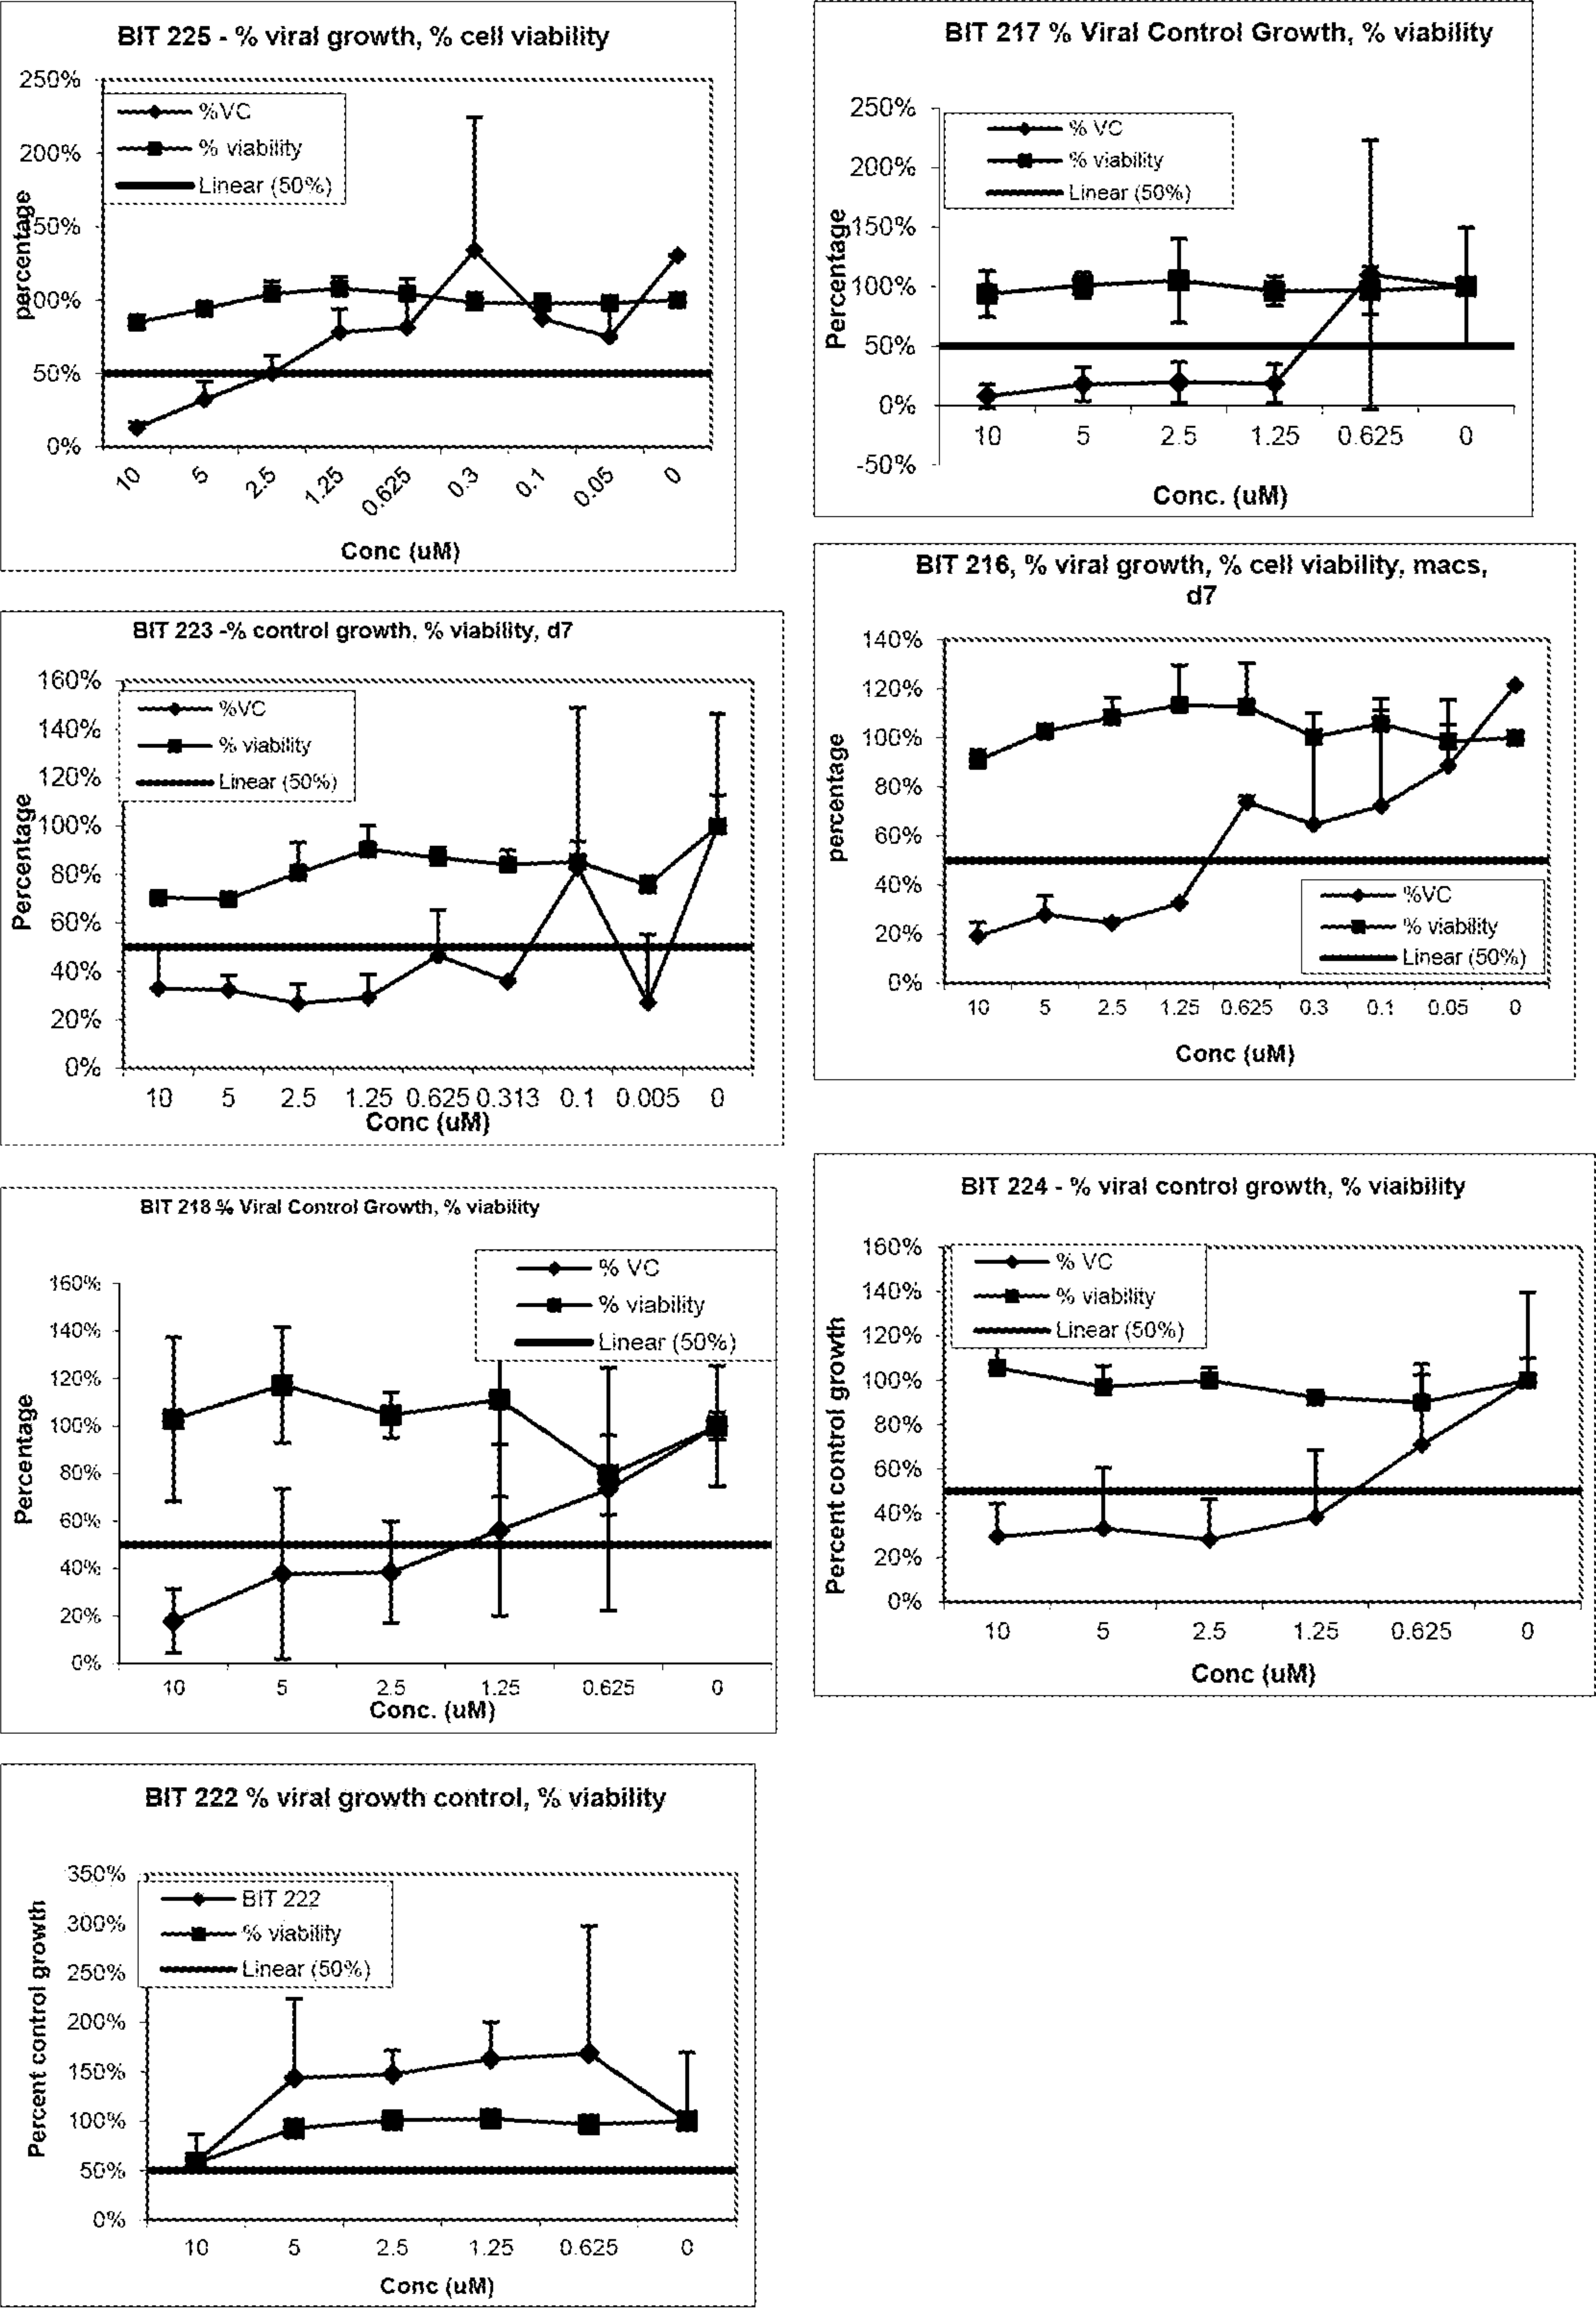 BIT 225 - % viral growth, % cell viability
250%
200%
50%
100%
50%
0%
percentage
%VC
% viability
Linear (50%)
10 5 2.5 1.25 0.625 0.3 0.1 0.05 0
Conc (uM)
BIT 217 % Viral Control Growth, % viability
250%
200%
150%
100%
50%
0%
-50%
Percentage
% VC
% viability
Linear (50%)
10 5 2.5 1.25 0.625 0
Conc. (uM)
BIT 223 -% control growth, % viability, d7
160%
140%
120%
100%
80%
60%
40%
20%
0%
Percentage
%VC
% viability
Linear (50%)
10 5 2.5 1.25 0.625 0.313 0.1 0.005 0
Conc (uM)
BIT 216, % viral growth, % cell viability, macs,
d7
140%
120%
100%
80%
60%
40%
20%
0%
percentage
%VC
% viability
Linear (50%)
10 5 2.5 1.25 0.625 0.3 0.1 0.05 0
Conc (uM)
BIT 218 % Viral Control Growth, % viability
160%
140%
120%
100%
80%
60%
40%
20%
0%
Percentage
% VC
% viability
Linear (50%)
10 5 2.5 1.25 0.625 0
Conc. (uM)
BIT 224 - % viral control growth, % viaibility
160%
140%
120%
100%
80%
60%
40%
20%
0%
Percent control growth
% VC
% viability
Linear (50%)
10 5 2.5 1.25 0.625 0
Conc (uM)
BIT 222 % viral growth control, % viability
350%
300%
250%
200%
150%
100%
50%
0%
Percent control growth
BIT 222
% viability
Linear (50%)
10 5 2.5 1.25 0.625 0
Conc (uM)